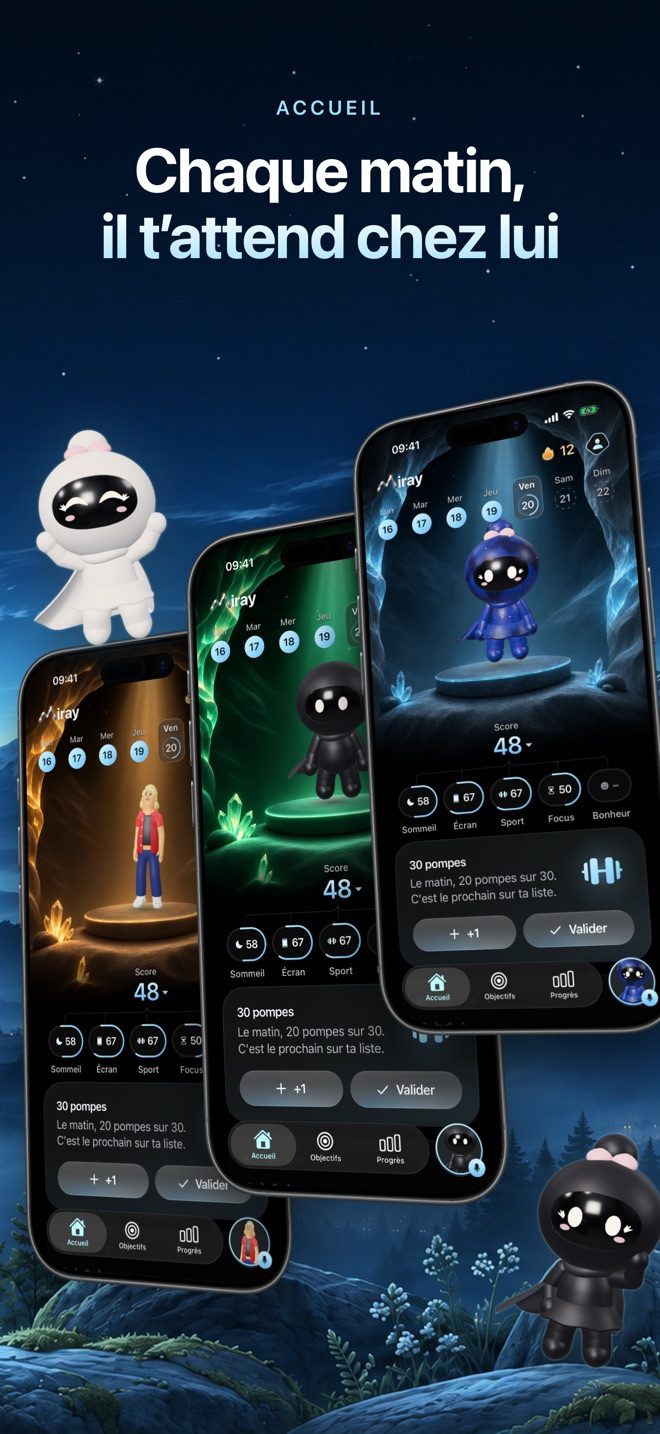 ACCUEIL
Chaque matin,
il t’attend chez lui
09:41
12
Miray
Lun Mar Mer Jeu Ven Sam Dim
16 17 18 19 20 21 22
Score
48
58 67 67 50 –
Sommeil Écran Sport Focus Bonheur
30 pompes
Le matin, 20 pompes sur 30.
C'est le prochain sur ta liste.
+ +1 Valider
Accueil Objectifs Progrès
09:41
Miray
Mar Mer Jeu
16 17 18 19
Score
48
58 67 67
Sommeil Écran Sport
30 pompes
Le matin, 20 pompes sur 30.
C'est le prochain sur ta liste.
+ +1 Valider
Accueil Objectifs Progrès
09:41
Miray
Mar Mer Jeu Ven
16 17 18 19 20
Score
48
58 67 67 50
Sommeil Écran Sport Focus
30 pompes
Le matin, 20 pompes sur 30.
C'est le prochain sur ta liste.
+ +1 Valider
Accueil Objectifs Progrès